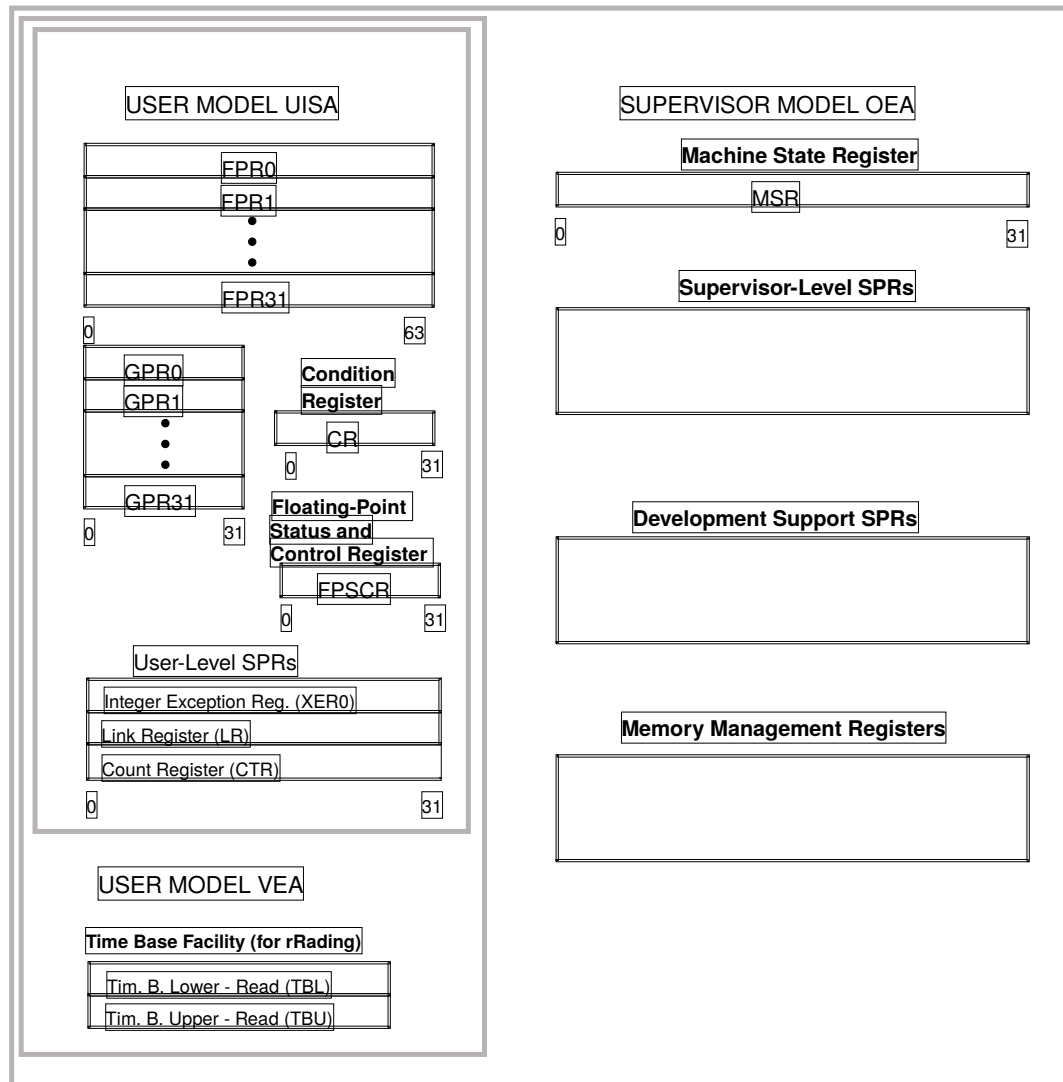 USER MODEL UISA
FPR0
FPR1
FPR31
0
63
GPR0
GPR1
GPR31
0
31
Condition
Register
CR
0
31
Floating-Point
Status and
Control Register
FPSCR
0
31
User-Level SPRs
Integer Exception Reg. (XER0)
Link Register (LR)
Count Register (CTR)
0
31
USER MODEL VEA
Time Base Facility (for rRading)
Tim. B. Lower - Read (TBL)
Tim. B. Upper - Read (TBU)
SUPERVISOR MODEL OEA
Machine State Register
MSR
0
31
Supervisor-Level SPRs
Development Support SPRs
Memory Management Registers